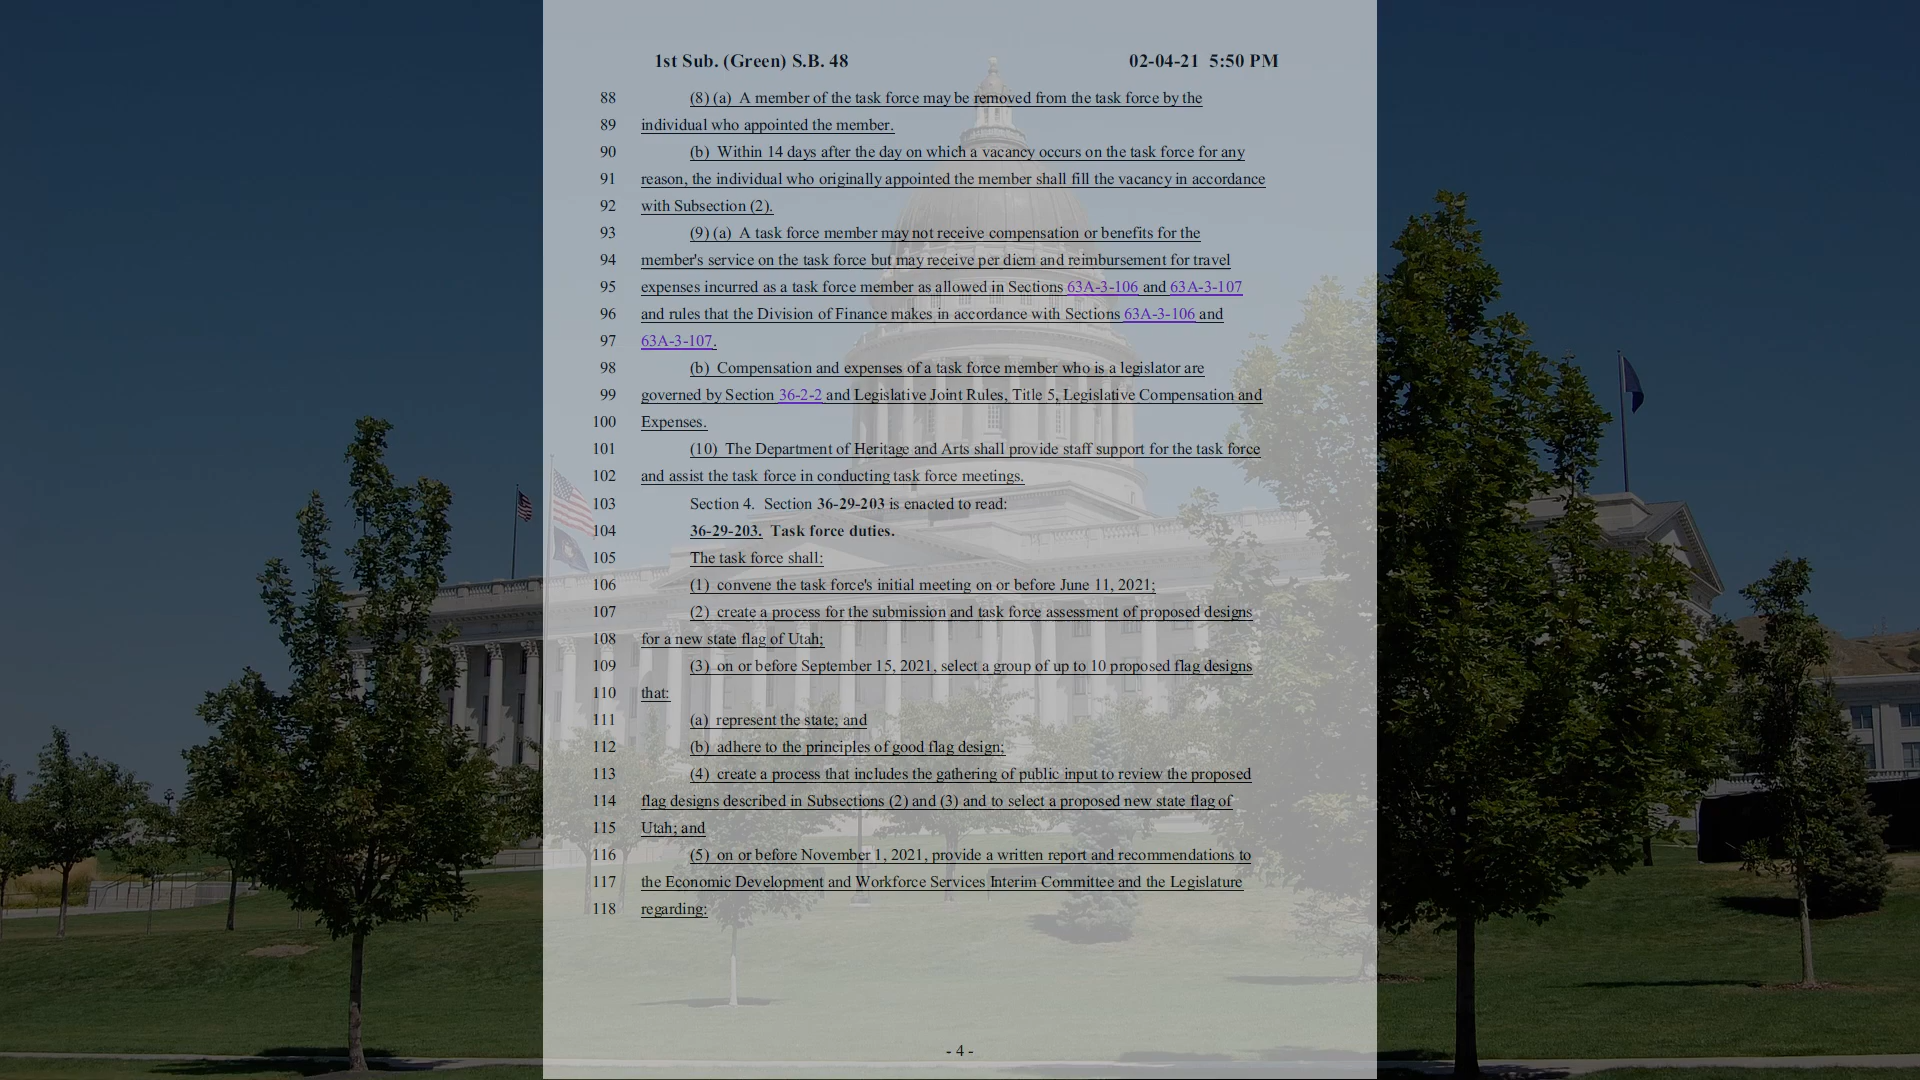 1st Sub. (Green) S.B. 48 02-04-21 5:50 PM
88 (8) (a) A member of the task force may be removed from the task force by the
89 individual who appointed the member.
90 (b) Within 14 days after the day on which a vacancy occurs on the task force for any
91 reason, the individual who originally appointed the member shall fill the vacancy in accordance
92 with Subsection (2).
93 (9) (a) A task force member may not receive compensation or benefits for the
94 member's service on the task force but may receive per diem and reimbursement for travel
95 expenses incurred as a task force member as allowed in Sections 63A-3-106 and 63A-3-107
96 and rules that the Division of Finance makes in accordance with Sections 63A-3-106 and
97 63A-3-107.
98 (b) Compensation and expenses of a task force member who is a legislator are
99 governed by Section 36-2-2 and Legislative Joint Rules, Title 5, Legislative Compensation and
100 Expenses.
101 (10) The Department of Heritage and Arts shall provide staff support for the task force
102 and assist the task force in conducting task force meetings.
103 Section 4. Section 36-29-203 is enacted to read:
104 36-29-203. Task force duties.
105 The task force shall:
106 (1) convene the task force's initial meeting on or before June 11, 2021;
107 (2) create a process for the submission and task force assessment of proposed designs
108 for a new state flag of Utah;
109 (3) on or before September 15, 2021, select a group of up to 10 proposed flag designs
110 that:
111 (a) represent the state; and
112 (b) adhere to the principles of good flag design;
113 (4) create a process that includes the gathering of public input to review the proposed
114 flag designs described in Subsections (2) and (3) and to select a proposed new state flag of
115 Utah; and
116 (5) on or before November 1, 2021, provide a written report and recommendations to
117 the Economic Development and Workforce Services Interim Committee and the Legislature
118 regarding:
- 4 -